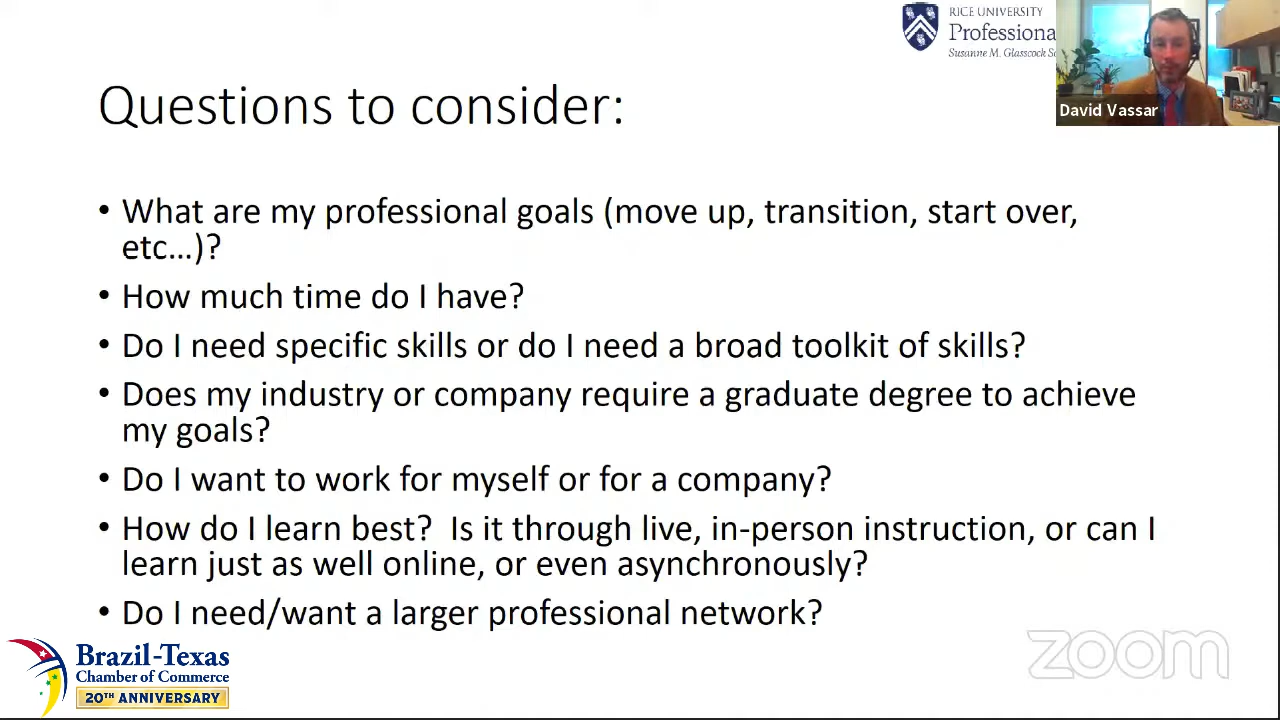 RICE UNIVERSITY
Professiona
Susanne M. Glasscock
David Vassar
Questions to consider:
• What are my professional goals (move up, transition, start over,
etc…)?
• How much time do I have?
• Do I need specific skills or do I need a broad toolkit of skills?
• Does my industry or company require a graduate degree to achieve
my goals?
• Do I want to work for myself or for a company?
• How do I learn best?  Is it through live, in-person instruction, or can I
learn just as well online, or even asynchronously?
• Do I need/want a larger professional network?
Brazil-Texas
Chamber of Commerce
20TH ANNIVERSARY
zoom